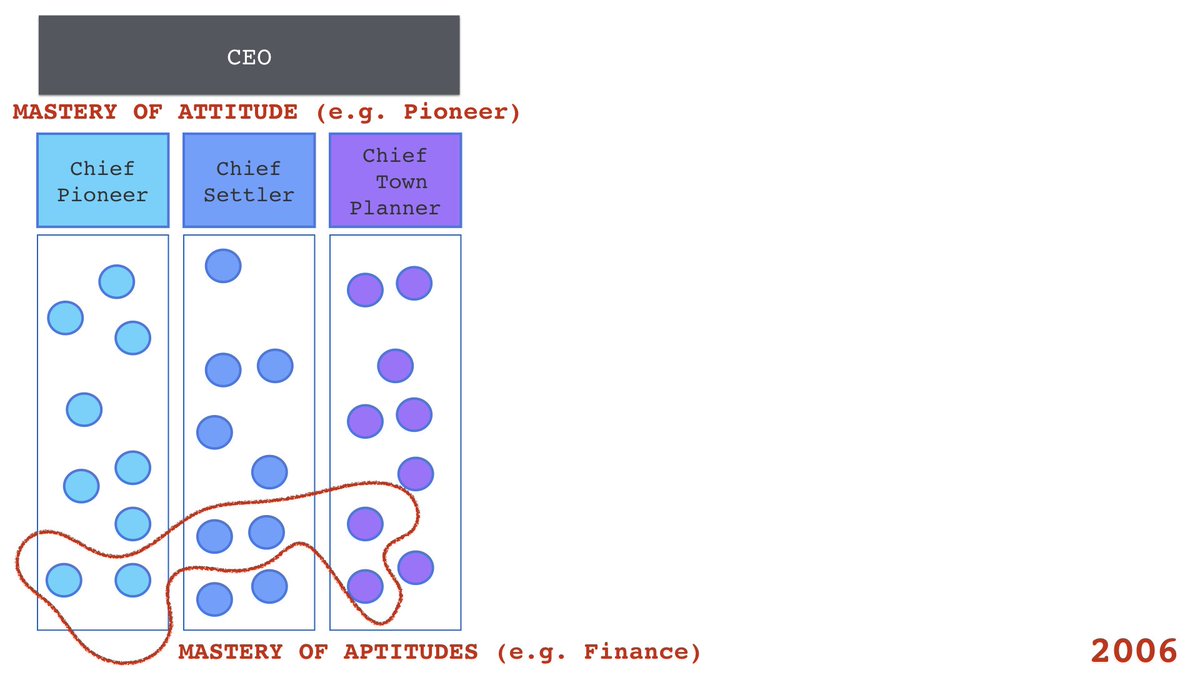 CEO
MASTERY OF ATTITUDE (e.g. Pioneer)
Chief
Pioneer
Chief
Settler
Chief
Town
Planner
MASTERY OF APTITUDES (e.g. Finance)
2006